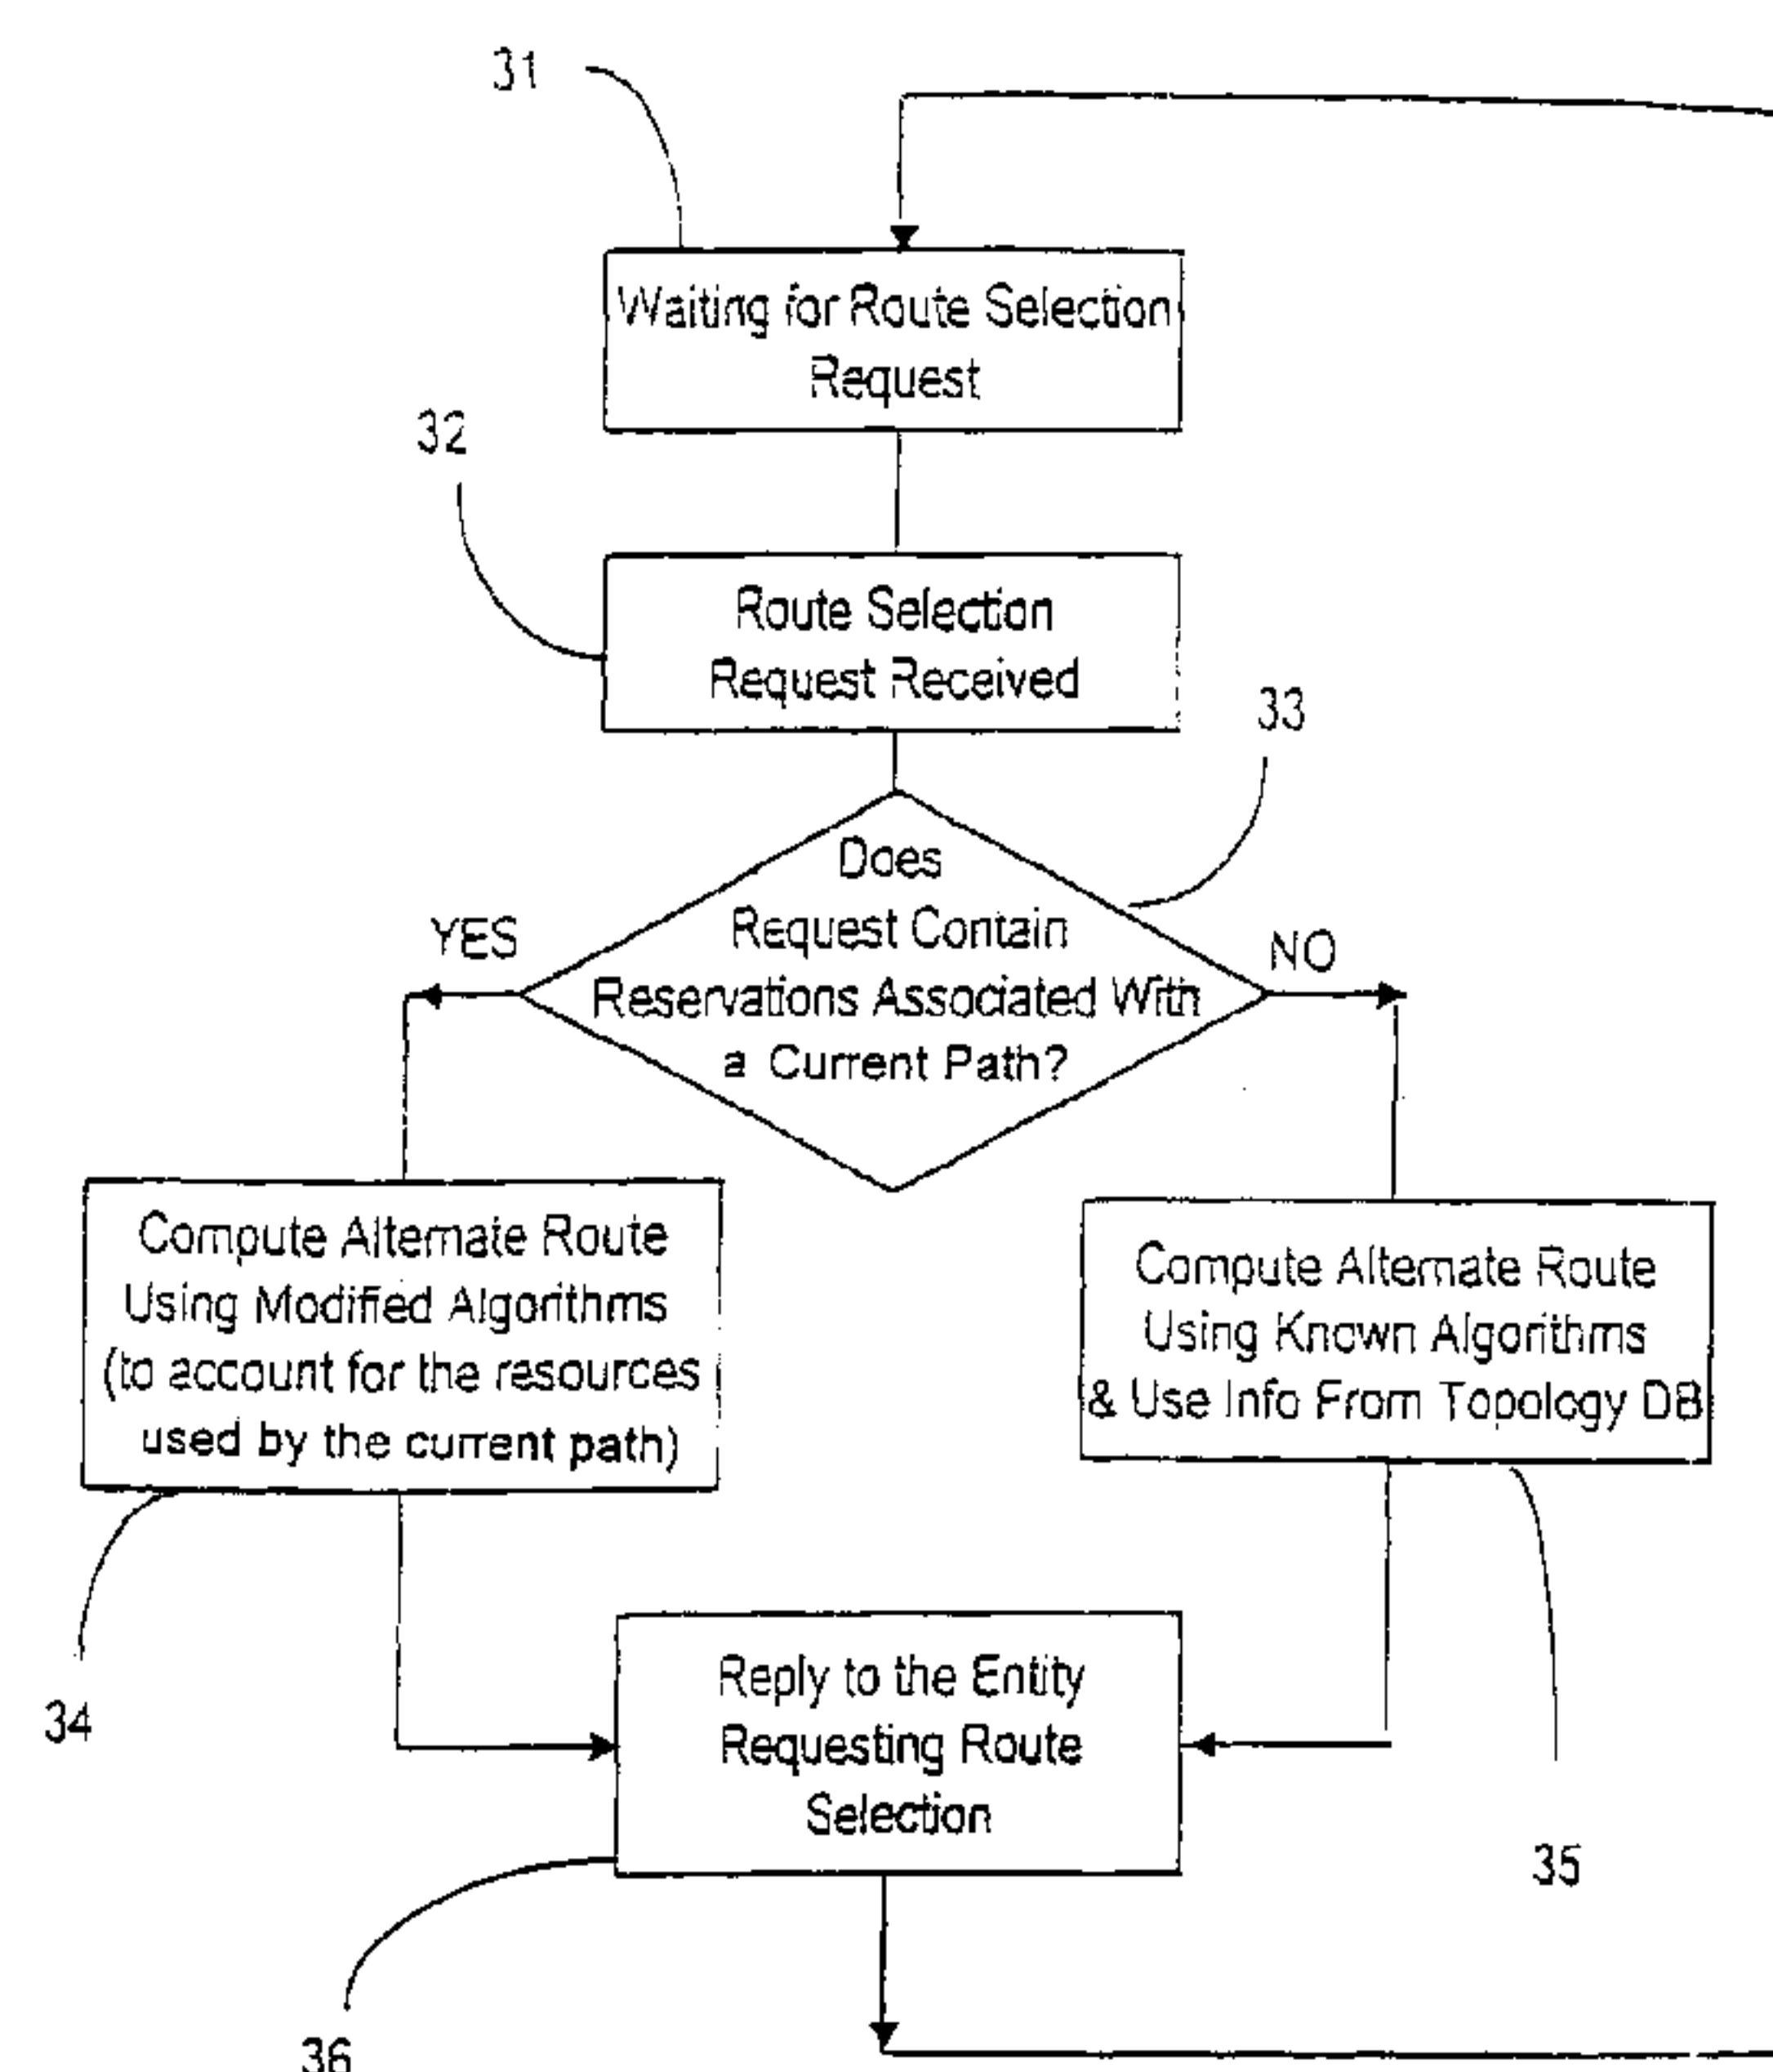 31
Waiting for Route Selection
Request
32
Route Selection
Request Received
33
Does
Request Contain
Reservations Associated With
a Current Path?
YES
NO
Compute Alternate Route
Using Modified Algorithms
(to account for the resources
used by the current path)
Compute Alternate Route
Using Known Algorithms
& Use Info From Topology DB
34
Reply to the Entity
Requesting Route
Selection
35
36